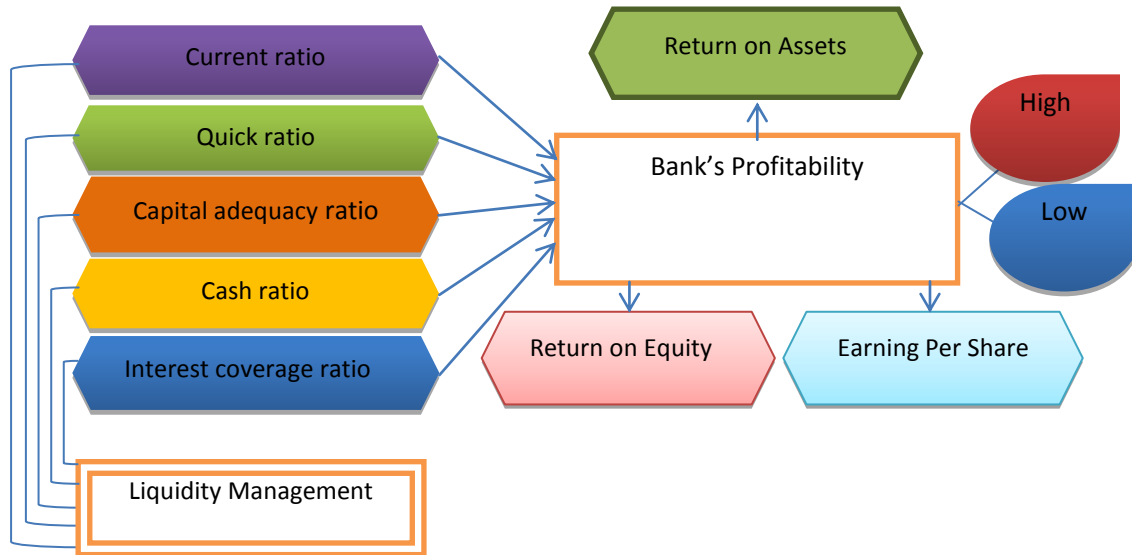 Current ratio
Quick ratio
Capital adequacy ratio
Cash ratio
Interest coverage ratio
Liquidity Management
Return on Assets
Bank’s Profitability
High
Low
Return on Equity
Earning Per Share